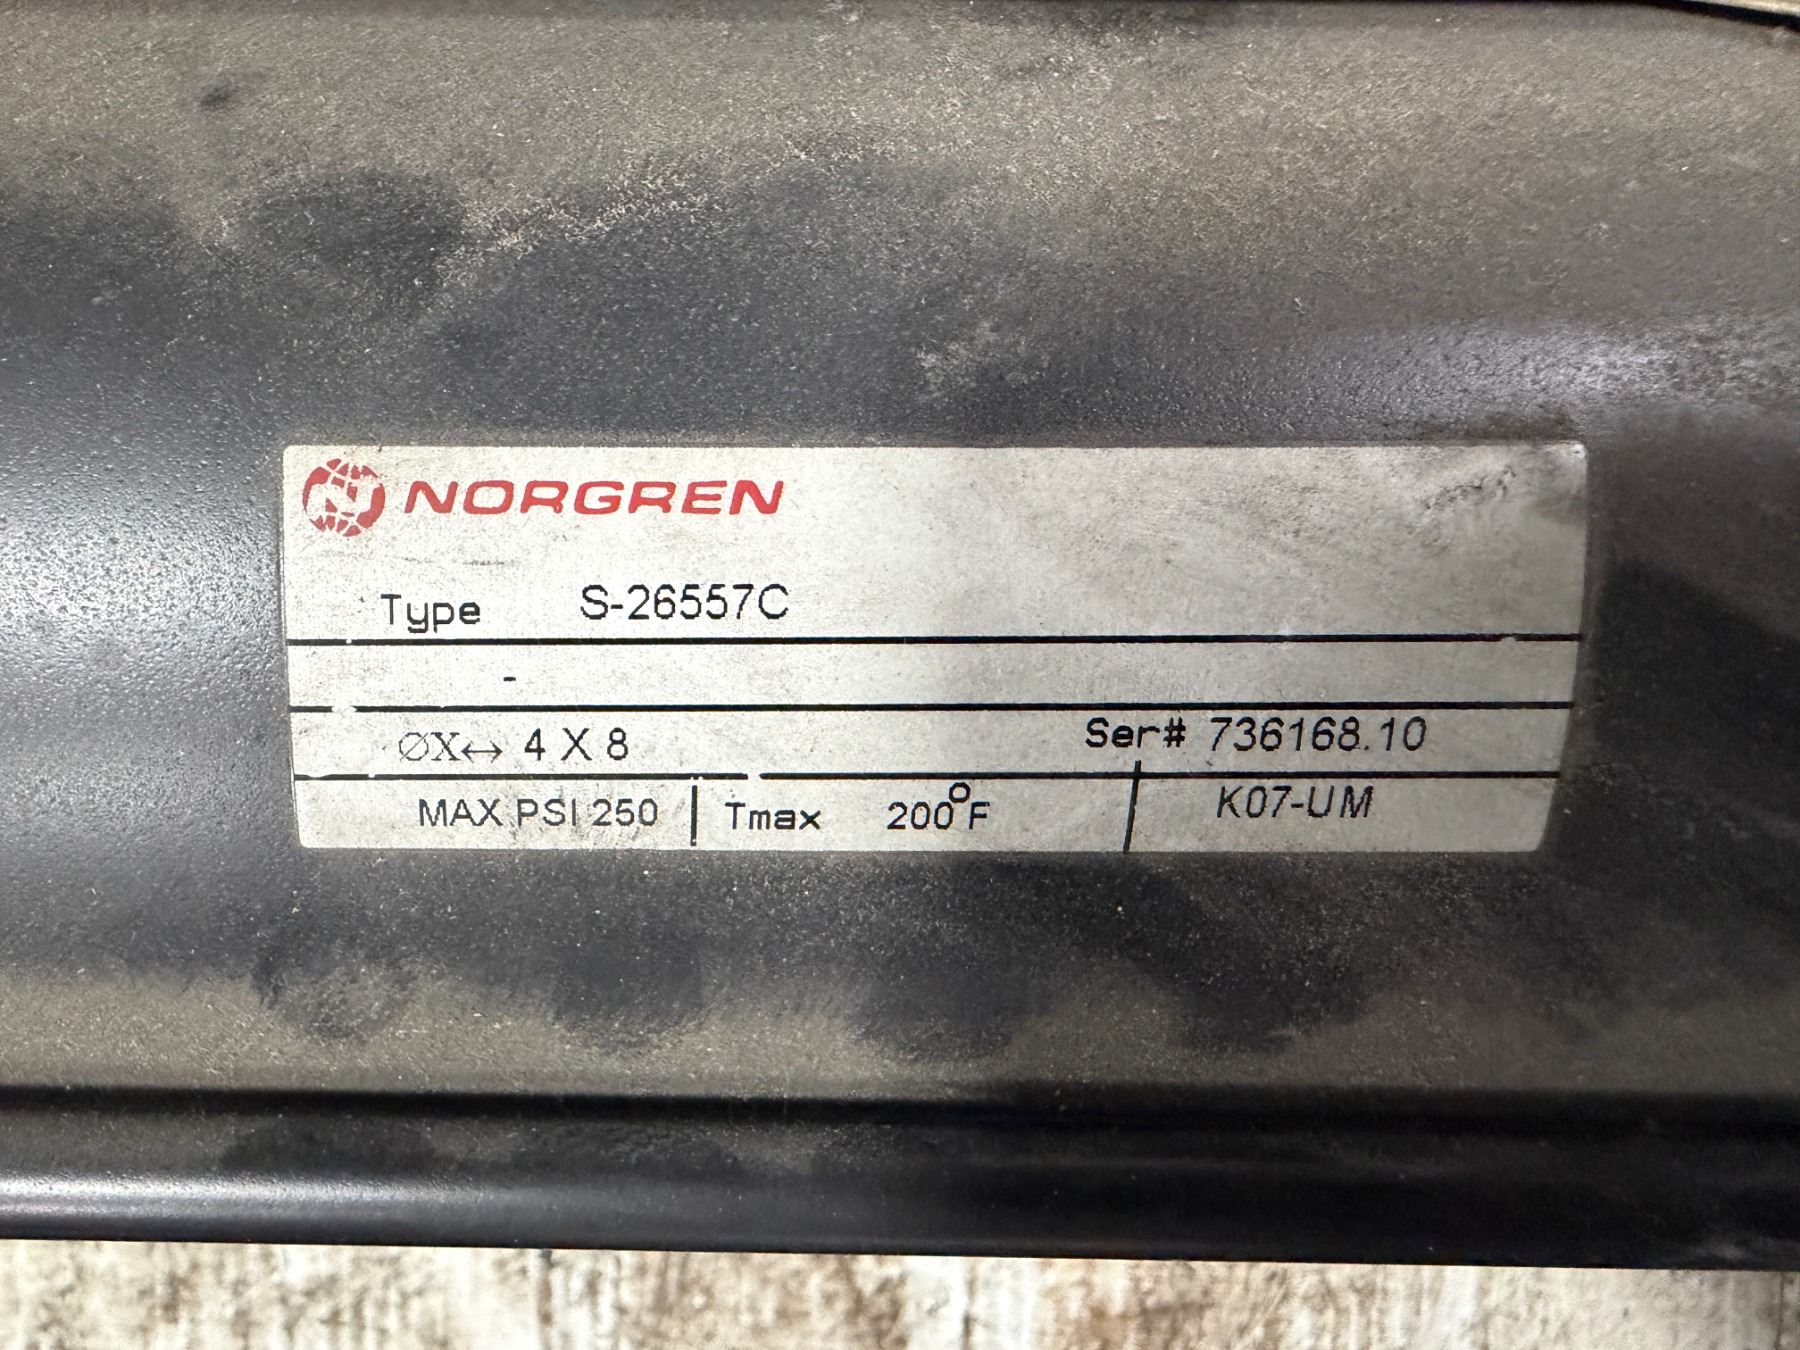 NORGREN
Type S-26557C
-
ØX↔ 4 X 8 Ser# 736168.10
MAX PSI 250 Tmax 200°F K07-UM